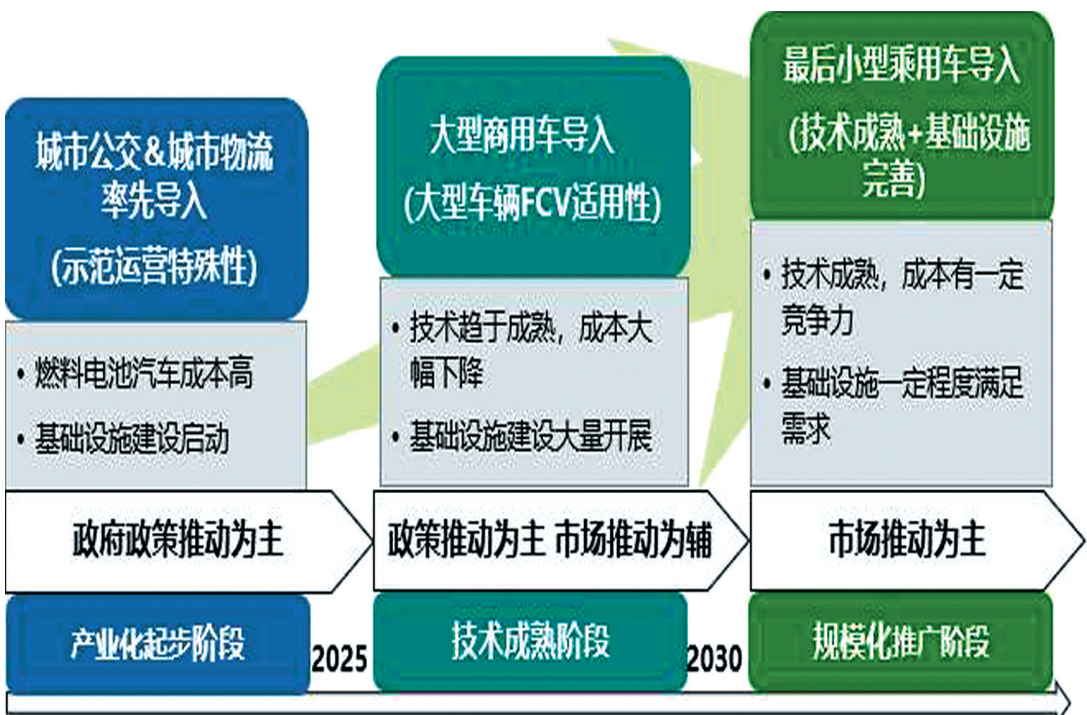 城市公交&城市物流
率先导入
(示范运营特殊性)
• 燃料电池汽车成本高
• 基础设施建设启动
政府政策推动为主
产业化起步阶段
2025
大型商用车导入
(大型车辆FCV适用性)
• 技术趋于成熟，成本大
幅下降
• 基础设施建设大量开展
政策推动为主 市场推动为辅
技术成熟阶段
2030
最后小型乘用车导入
(技术成熟+基础设施
完善)
• 技术成熟，成本有一定
竞争力
• 基础设施一定程度满足
需求
市场推动为主
规模化推广阶段